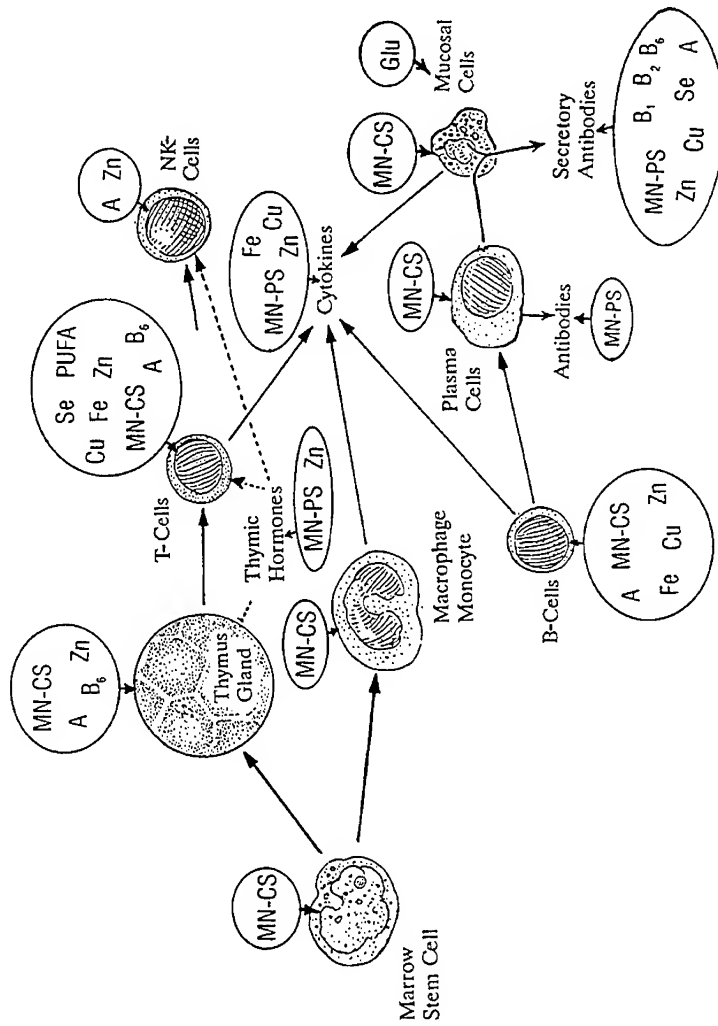 MN-CS
Marrow
Stem Cell
MN-CS
A B₆ Zn
Thymus
Gland
Se PUFA
Cu Fe Zn
MN-CS A B₆
T-Cells
Thymic
Hormones
MN-PS Zn
A Zn
NK-
Cells
MN-CS
Macrophage
Monocyte
MN-PS Fe Cu
Zn
Cytokines
A MN-CS
Fe Cu Zn
B-Cells
MN-CS
Plasma
Cells
Antibodies
MN-PS
MN-CS
Glu
Mucosal
Cells
Secretory
Antibodies
MN-PS B₁ B₂ B₆
Zn Cu Se A